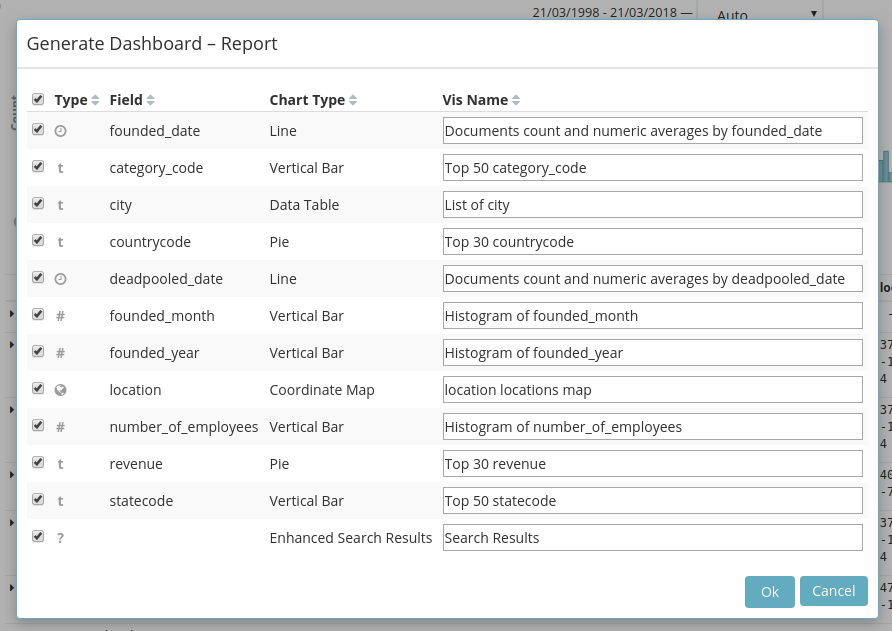 21/03/1998 - 21/03/2018 — Auto
Generate Dashboard – Report
Type Field Chart Type Vis Name
founded_date Line Documents count and numeric averages by founded_date
t category_code Vertical Bar Top 50 category_code
t city Data Table List of city
t countrycode Pie Top 30 countrycode
deadpooled_date Line Documents count and numeric averages by deadpooled_date
# founded_month Vertical Bar Histogram of founded_month
# founded_year Vertical Bar Histogram of founded_year
location Coordinate Map location locations map
# number_of_employees Vertical Bar Histogram of number_of_employees
t revenue Pie Top 30 revenue
t statecode Vertical Bar Top 50 statecode
? Enhanced Search Results Search Results
Ok Cancel